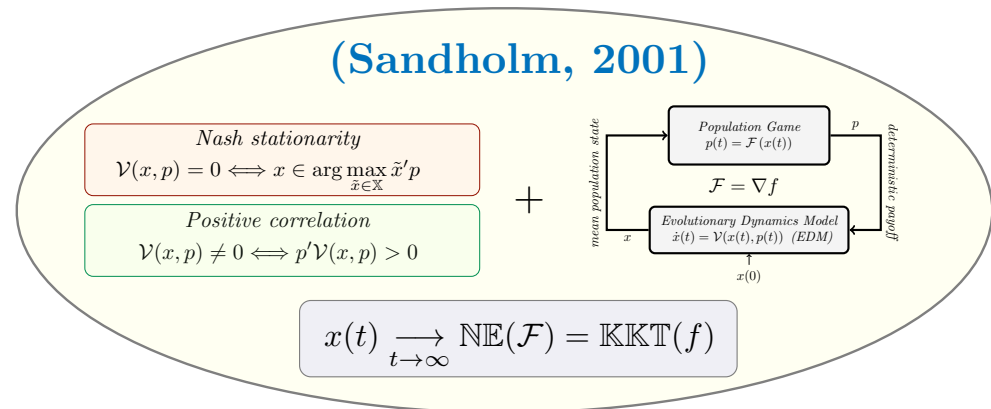 (Sandholm, 2001)
Nash stationarity
𝒱(x, p) = 0 ⟺ x ∈ arg max x̃′p
x̃∈𝕏
Positive correlation
𝒱(x, p) ≠ 0 ⟺ p′𝒱(x, p) > 0
+
mean population state
Population Game
p(t) = ℱ(x(t))
p
deterministic payoff
ℱ = ∇f
Evolutionary Dynamics Model
ẋ(t) = 𝒱(x(t), p(t)) (EDM)
x
x(0)
x(t) ⟶ ℕ𝔼(ℱ) = 𝕂𝕂𝕋(f)
t→∞